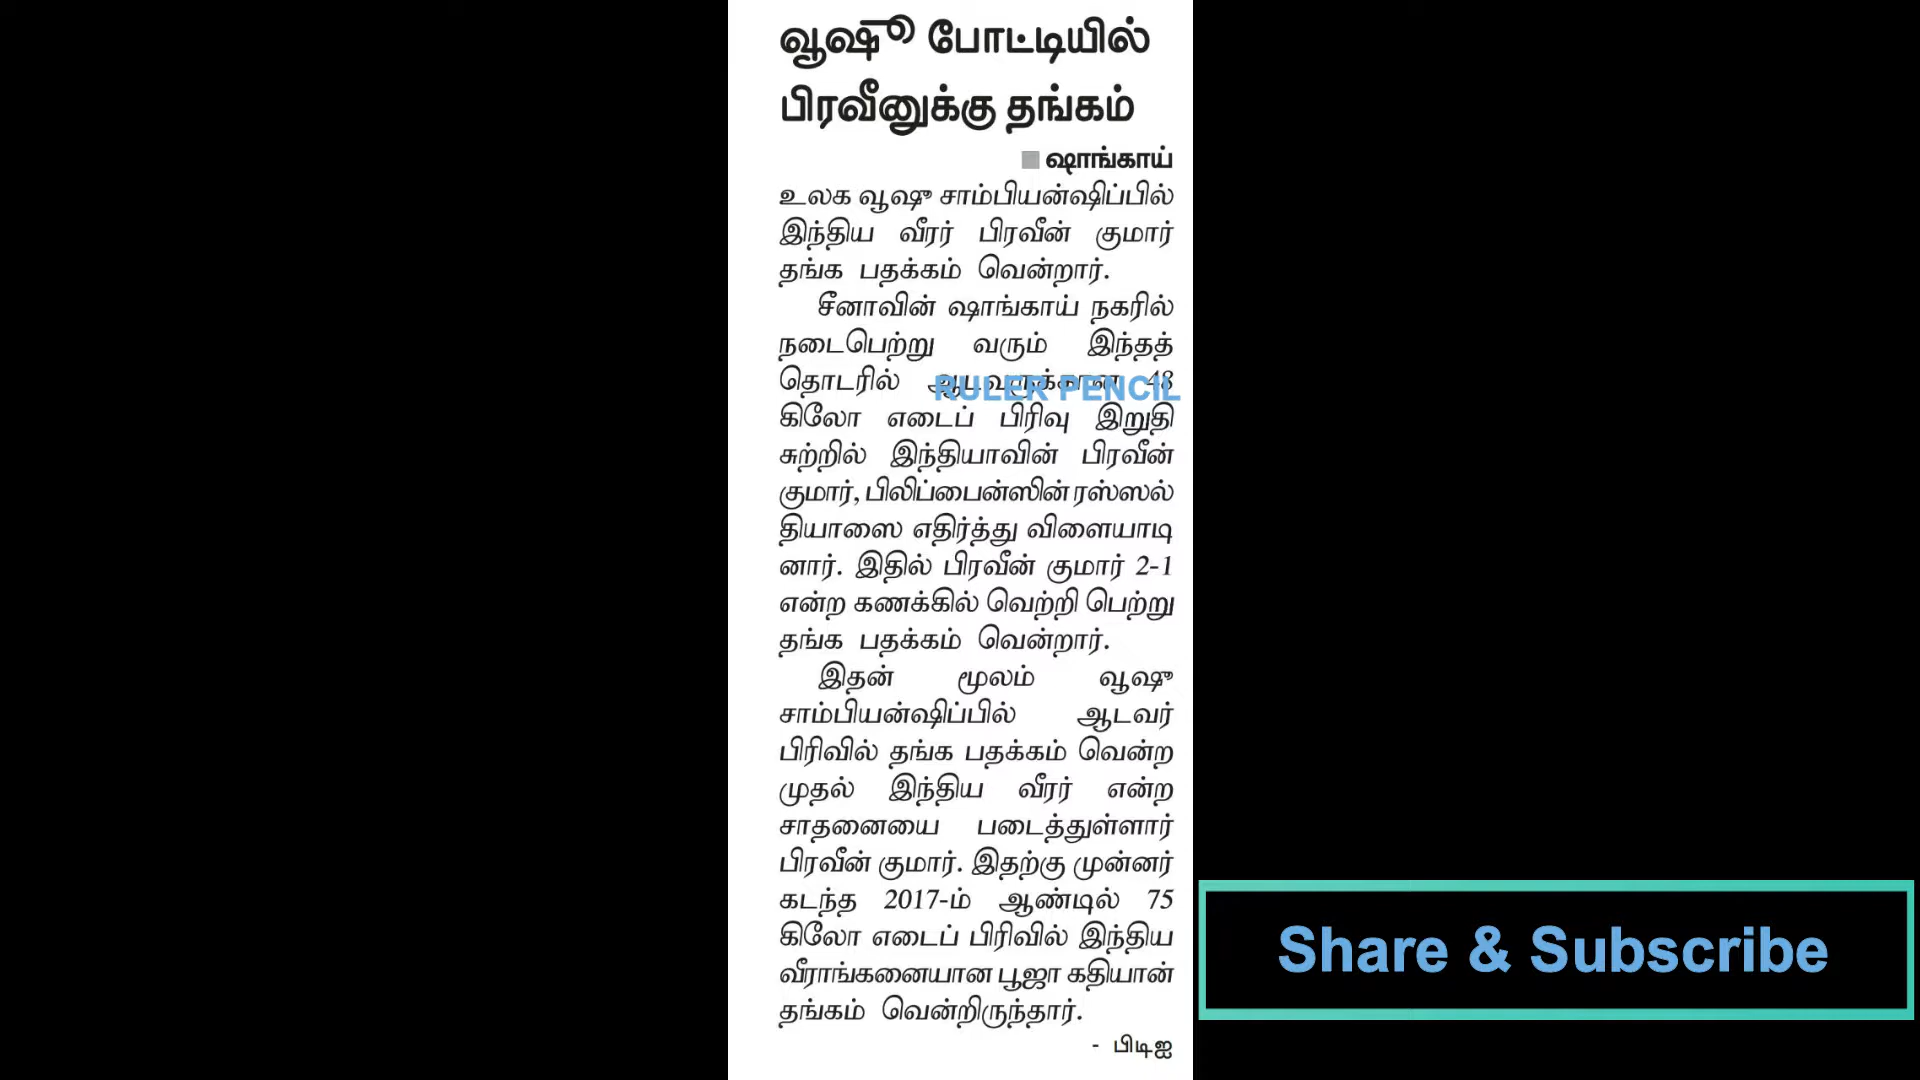 வூஷூ போட்டியில்
பிரவீனுக்கு தங்கம்
ஷாங்காய்
உலக வூஷு சாம்பியன்ஷிப்பில்
இந்திய வீரர் பிரவீன் குமார்
தங்க பதக்கம் வென்றார்.
சீனாவின் ஷாங்காய் நகரில்
நடைபெற்று வரும் இந்தத்
தொடரில் ஆடவருக்கான 48
RULER PENCIL
கிலோ எடைப் பிரிவு இறுதி
சுற்றில் இந்தியாவின் பிரவீன்
குமார், பிலிப்பைன்ஸின் ரஸ்ஸல்
தியாஸை எதிர்த்து விளையாடி
னார். இதில் பிரவீன் குமார் 2-1
என்ற கணக்கில் வெற்றி பெற்று
தங்க பதக்கம் வென்றார்.
இதன் மூலம் வூஷு
சாம்பியன்ஷிப்பில் ஆடவர்
பிரிவில் தங்க பதக்கம் வென்ற
முதல் இந்திய வீரர் என்ற
சாதனையை படைத்துள்ளார்
பிரவீன் குமார். இதற்கு முன்னர்
கடந்த 2017-ம் ஆண்டில் 75
கிலோ எடைப் பிரிவில் இந்திய
வீராங்கனையான பூஜா கதியான்
தங்கம் வென்றிருந்தார்.
- பிடிஐ
Share & Subscribe